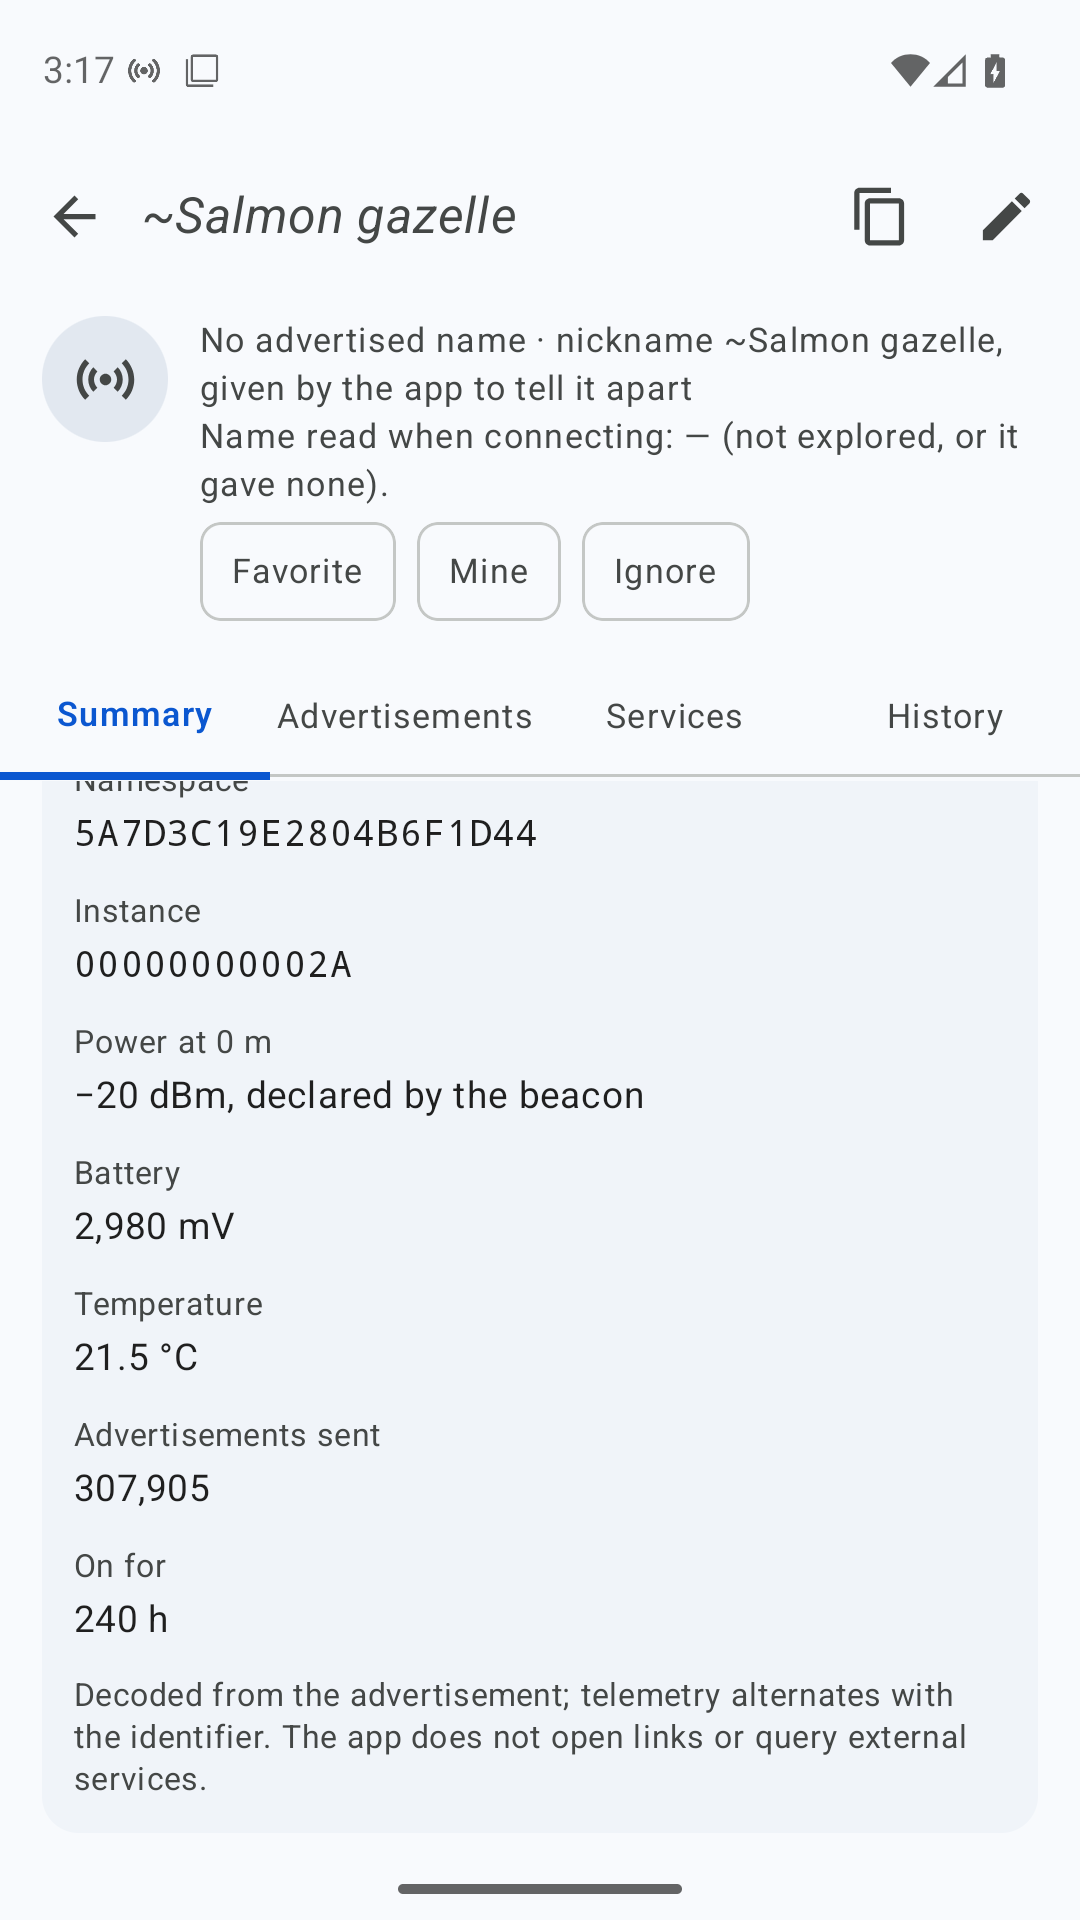 3:17
~Salmon gazelle
No advertised name · nickname ~Salmon gazelle,
given by the app to tell it apart
Name read when connecting: — (not explored, or it
gave none).
Favorite Mine Ignore
Summary Advertisements Services History
Namespace
5A7D3C19E2804B6F1D44
Instance
00000000002A
Power at 0 m
−20 dBm, declared by the beacon
Battery
2,980 mV
Temperature
21.5 °C
Advertisements sent
307,905
On for
240 h
Decoded from the advertisement; telemetry alternates with
the identifier. The app does not open links or query external
services.